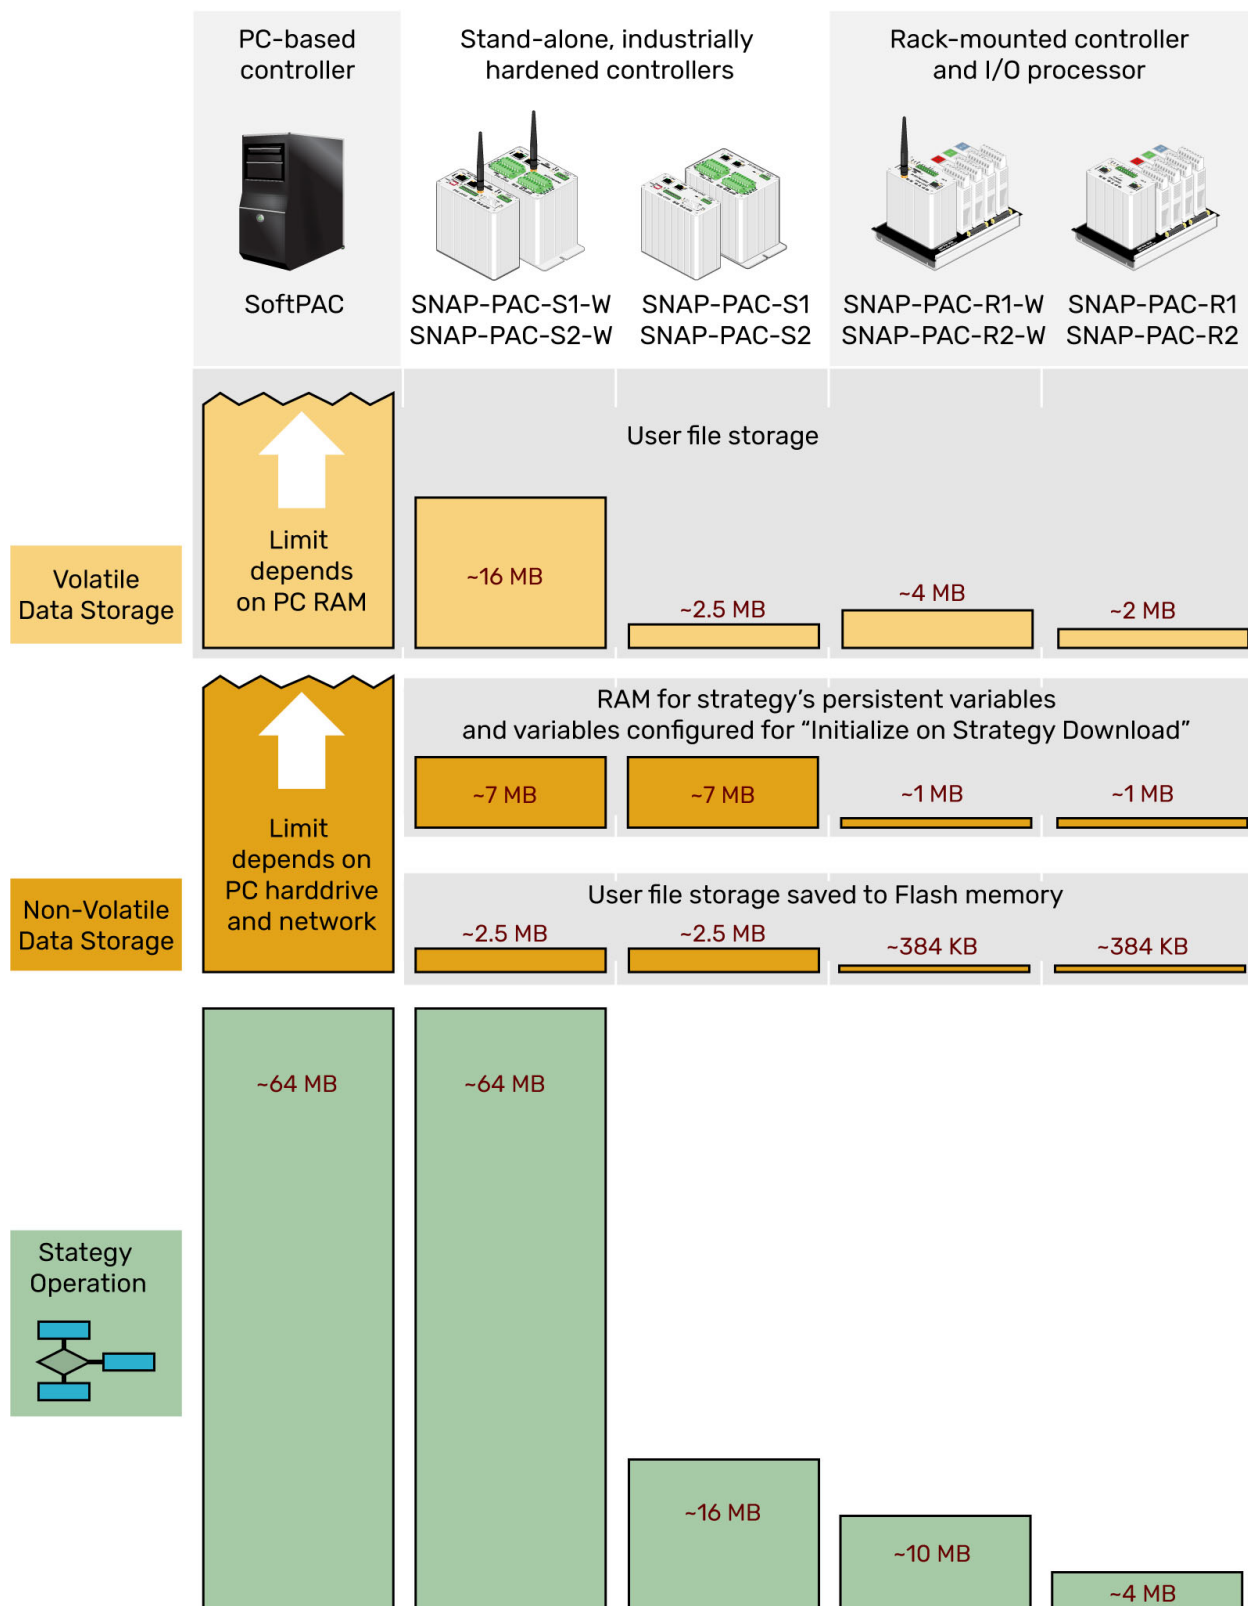 PC-based
controller
Stand-alone, industrially
hardened controllers
Rack-mounted controller
and I/O processor
SoftPAC
SNAP-PAC-S1-W
SNAP-PAC-S2-W
SNAP-PAC-S1
SNAP-PAC-S2
SNAP-PAC-R1-W
SNAP-PAC-R2-W
SNAP-PAC-R1
SNAP-PAC-R2
User file storage
Volatile
Data Storage
Limit
depends
on PC RAM
~16 MB
~2.5 MB
~4 MB
~2 MB
RAM for strategy’s persistent variables
and variables configured for “Initialize on Strategy Download”
~7 MB
~7 MB
~1 MB
~1 MB
Limit
depends on
PC harddrive
and network
Non-Volatile
Data Storage
User file storage saved to Flash memory
~2.5 MB
~2.5 MB
~384 KB
~384 KB
~64 MB
~64 MB
Stategy
Operation
~16 MB
~10 MB
~4 MB